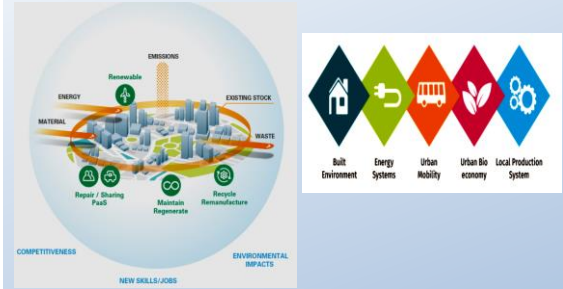 EMISSIONS
Renewable
ENERGY
EXISTING STOCK
MATERIAL
WASTE
Repair / Sharing
PaaS
Maintain
Regenerate
Recycle
Remanufacture
COMPETITIVENESS
ENVIRONMENTAL
IMPACTS
NEW SKILLS/JOBS
Built
Environment
Energy
Systems
Urban
Mobility
Urban Bio
economy
Local Production
System